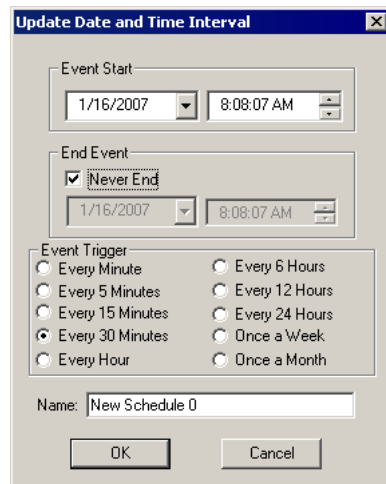 Update Date and Time Interval
Event Start
1/16/2007 8:08:07 AM
End Event
Never End
1/16/2007 8:08:07 AM
Event Trigger
Every Minute
Every 5 Minutes
Every 15 Minutes
Every 30 Minutes
Every Hour
Every 6 Hours
Every 12 Hours
Every 24 Hours
Once a Week
Once a Month
Name: New Schedule 0
OK Cancel